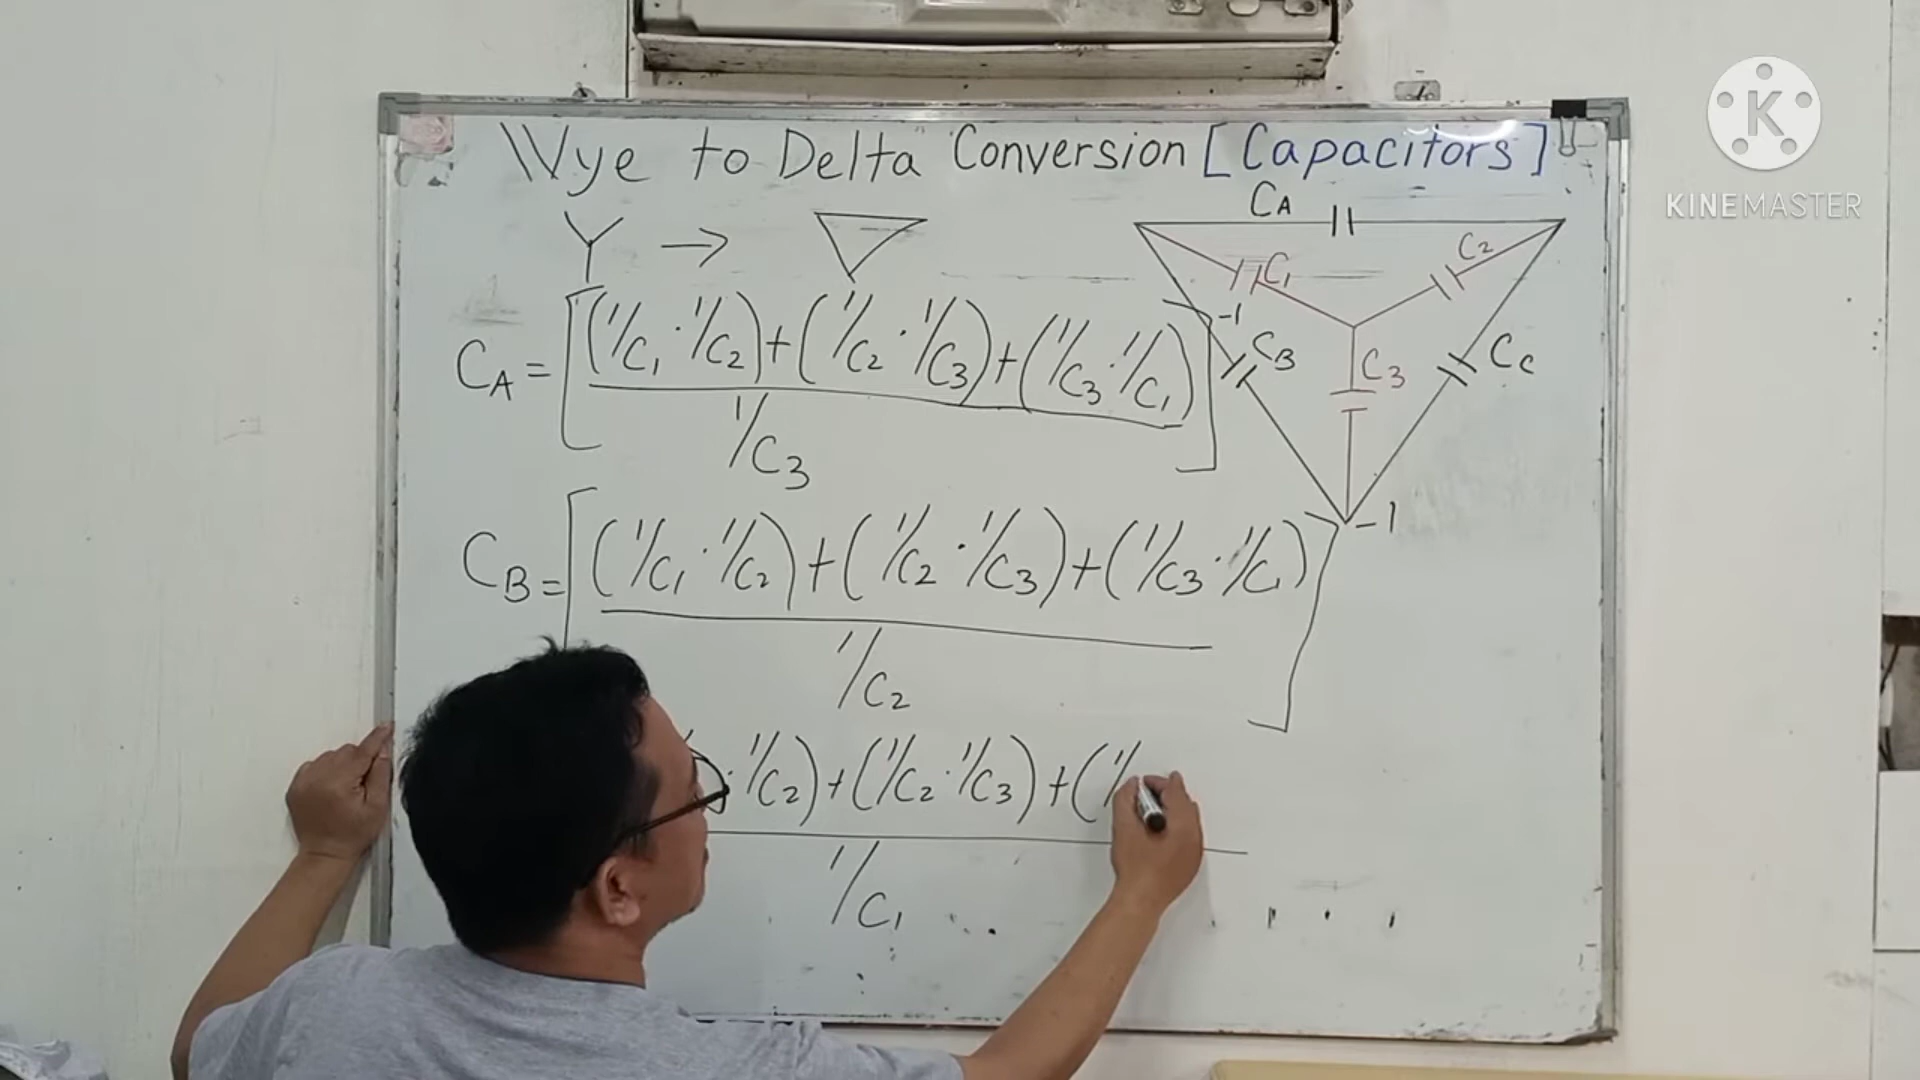 Wye to Delta Conversion [Capacitors]
Y → 
CA
C1
C2
CA = [(1/C1 · 1/C2) + (1/C2 · 1/C3) + (1/C3 · 1/C1)]-1
1/C3
CB
C3
CC
CB = [(1/C1 · 1/C2) + (1/C2 · 1/C3) + (1/C3 · 1/C1)]-1
1/C2
· 1/C2) + (1/C2 · 1/C3) + (1/
1/C1
K
KINEMASTER